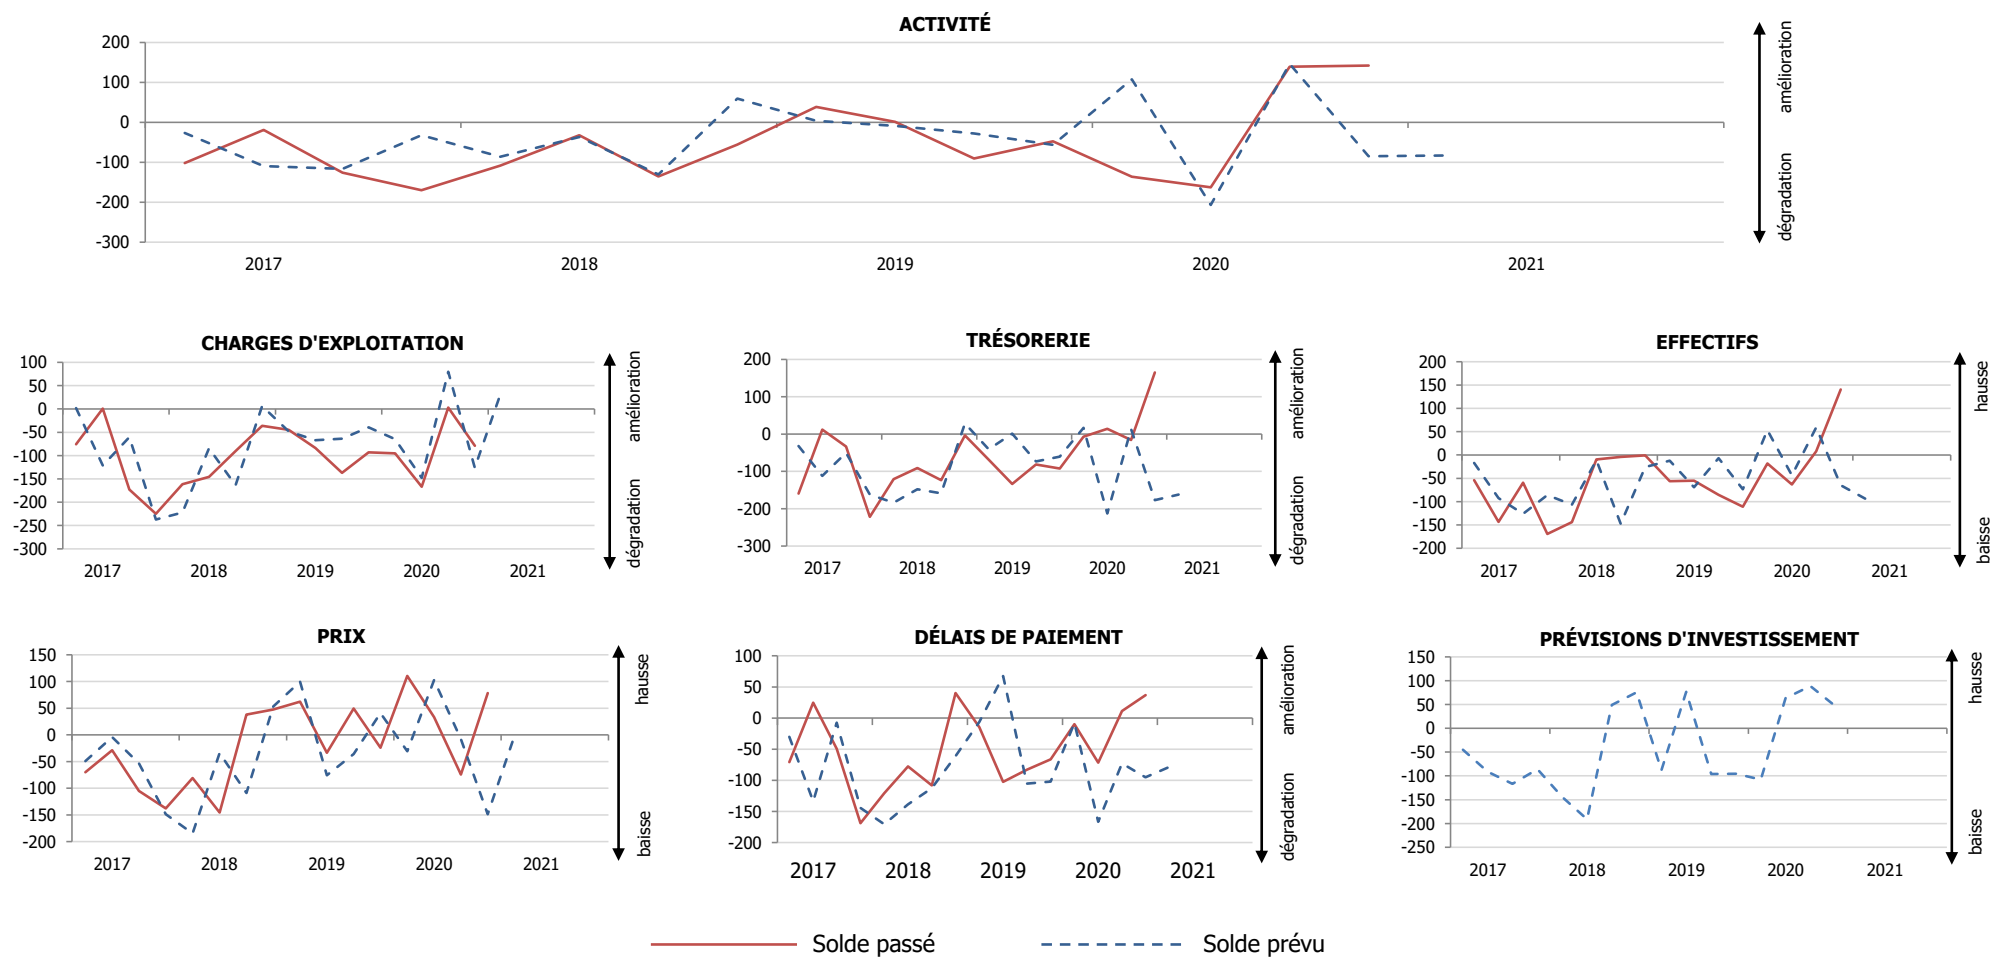 ACTIVITÉ
200
100
0
-100
-200
-300
2017 2018 2019 2020 2021
amélioration
dégradation
CHARGES D'EXPLOITATION
100
50
0
-50
-100
-150
-200
-250
-300
2017 2018 2019 2020 2021
amélioration
dégradation
TRÉSORERIE
200
100
0
-100
-200
-300
2017 2018 2019 2020 2021
amélioration
dégradation
EFFECTIFS
200
150
100
50
0
-50
-100
-150
-200
2017 2018 2019 2020 2021
hausse
baisse
PRIX
150
100
50
0
-50
-100
-150
-200
2017 2018 2019 2020 2021
hausse
baisse
DÉLAIS DE PAIEMENT
100
50
0
-50
-100
-150
-200
2017 2018 2019 2020 2021
amélioration
dégradation
PRÉVISIONS D'INVESTISSEMENT
150
100
50
0
-50
-100
-150
-200
-250
2017 2018 2019 2020 2021
hausse
baisse
Solde passé Solde prévu